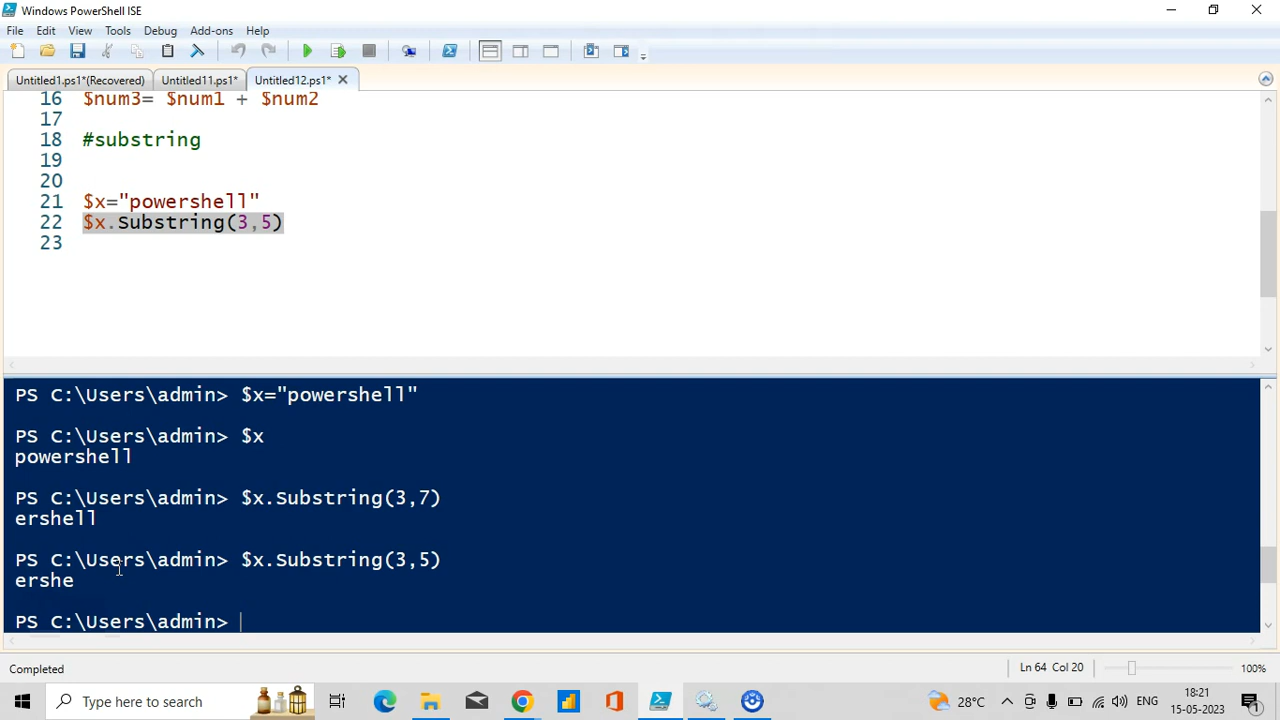 Windows PowerShell ISE
File Edit View Tools Debug Add-ons Help
Untitled1.ps1*(Recovered) Untitled11.ps1* Untitled12.ps1*
16 $num3= $num1 + $num2
17
18 #substring
19
20
21 $x="powershell"
22 $x.Substring(3,5)
23
PS C:\Users\admin> $x="powershell"
PS C:\Users\admin> $x
powershell
PS C:\Users\admin> $x.Substring(3,7)
ershell
PS C:\Users\admin> $x.Substring(3,5)
ershe
PS C:\Users\admin>
Completed Ln 64 Col 20 100%
Type here to search 28°C ENG 18:21
15-05-2023 1